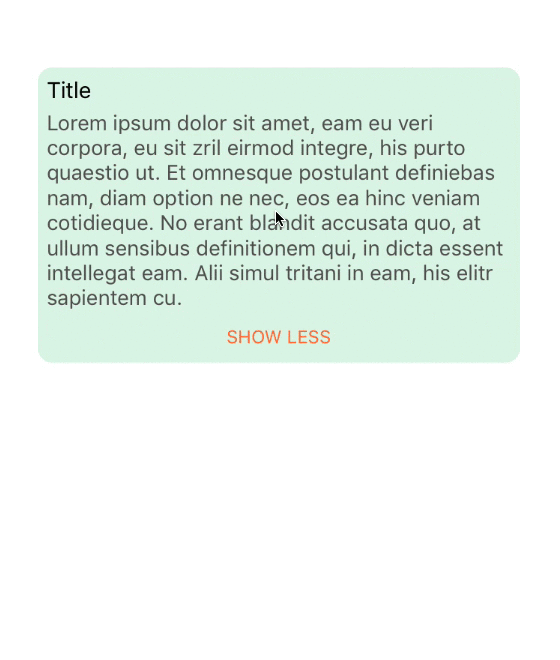 Title
Lorem ipsum dolor sit amet, eam eu veri
corpora, eu sit zril eirmod integre, his purto
quaestio ut. Et omnesque postulant definiebas
nam, diam option ne nec, eos ea hinc veniam
cotidieque. No erant blandit accusata quo, at
ullum sensibus definitionem qui, in dicta essent
intellegat eam. Alii simul tritani in eam, his elitr
sapientem cu.
SHOW LESS